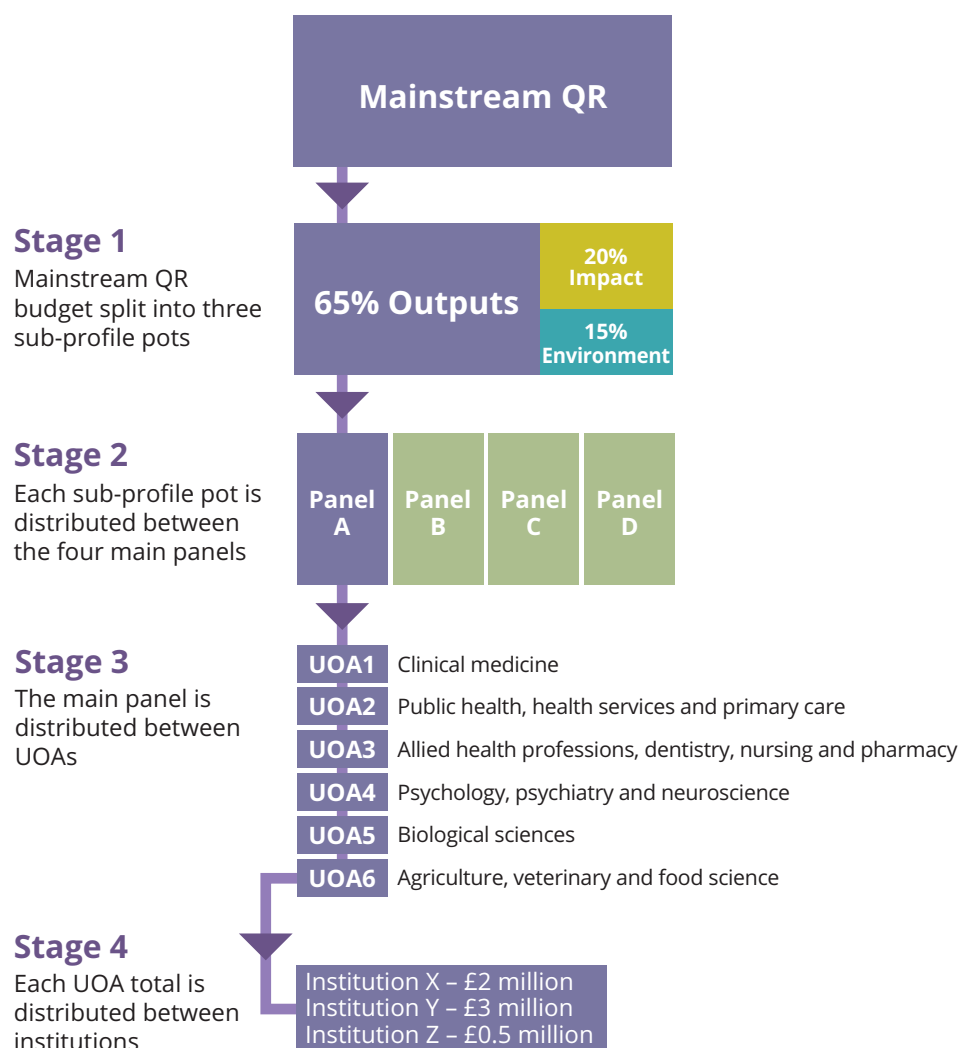 Mainstream QR
Stage 1
Mainstream QR
budget split into three
sub-profile pots
65% Outputs
20%
Impact
15%
Environment
Stage 2
Each sub-profile pot is
distributed between
the four main panels
Panel
A
Panel
B
Panel
C
Panel
D
Stage 3
The main panel is
distributed between
UOAs
UOA1 Clinical medicine
UOA2 Public health, health services and primary care
UOA3 Allied health professions, dentistry, nursing and pharmacy
UOA4 Psychology, psychiatry and neuroscience
UOA5 Biological sciences
UOA6 Agriculture, veterinary and food science
Stage 4
Each UOA total is
distributed between
institutions
Institution X – £2 million
Institution Y – £3 million
Institution Z – £0.5 million